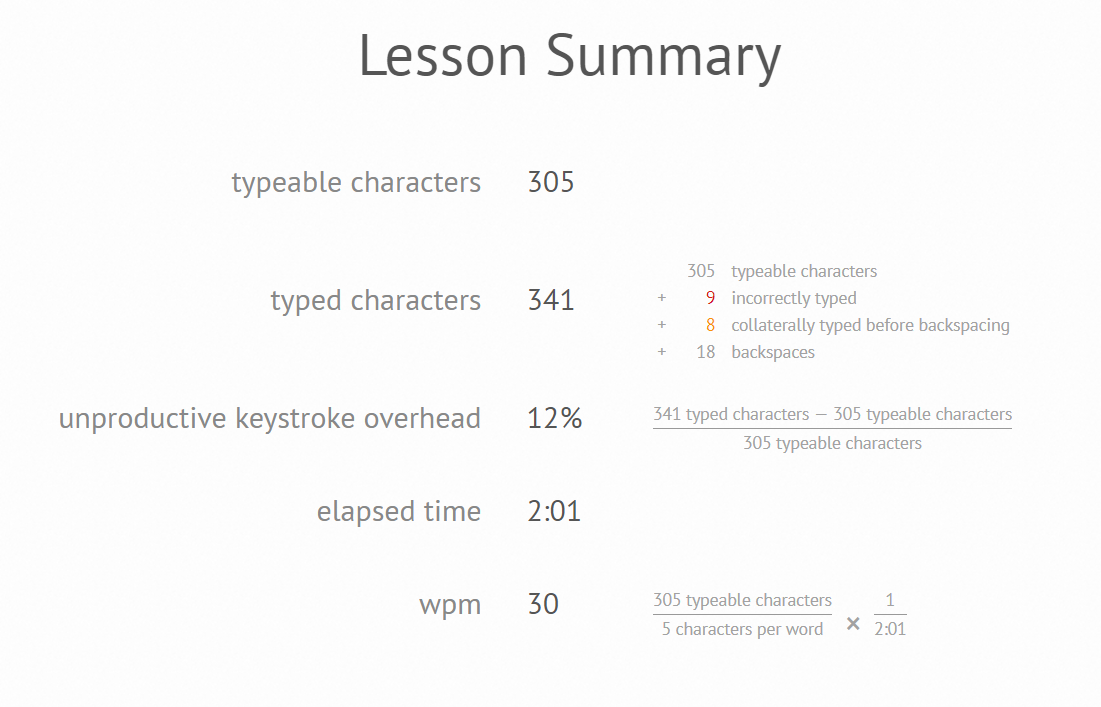 Lesson Summary
typeable characters 305
typed characters 341
305 typeable characters
+ 9 incorrectly typed
+ 8 collaterally typed before backspacing
+ 18 backspaces
unproductive keystroke overhead 12%
341 typed characters — 305 typeable characters
305 typeable characters
elapsed time 2:01
wpm 30
305 typeable characters
5 characters per word
×
1
2:01